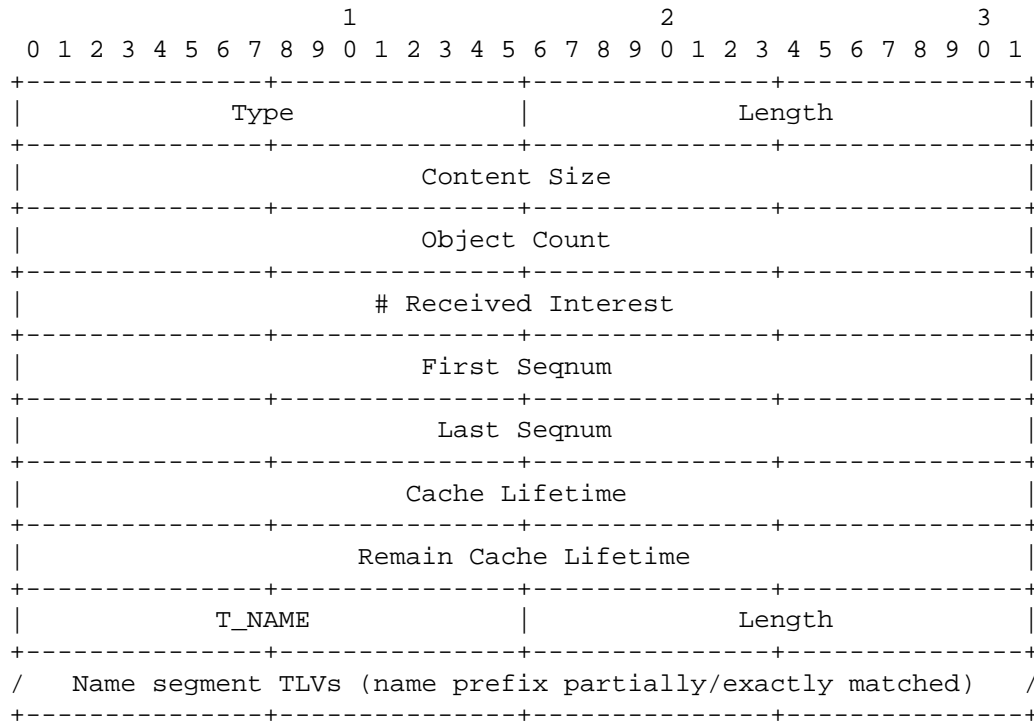 1                   2                   3
 0 1 2 3 4 5 6 7 8 9 0 1 2 3 4 5 6 7 8 9 0 1 2 3 4 5 6 7 8 9 0 1
+---------------+---------------+---------------+---------------+
|             Type              |             Length            |
+---------------+---------------+---------------+---------------+
|                         Content Size                          |
+---------------+---------------+---------------+---------------+
|                         Object Count                          |
+---------------+---------------+---------------+---------------+
|                      # Received Interest                      |
+---------------+---------------+---------------+---------------+
|                         First Seqnum                          |
+---------------+---------------+---------------+---------------+
|                          Last Seqnum                          |
+---------------+---------------+---------------+---------------+
|                        Cache Lifetime                         |
+---------------+---------------+---------------+---------------+
|                     Remain Cache Lifetime                     |
+---------------+---------------+---------------+---------------+
|            T_NAME             |             Length            |
+---------------+---------------+---------------+---------------+
/   Name segment TLVs (name prefix partially/exactly matched)   /
+---------------+---------------+---------------+---------------+